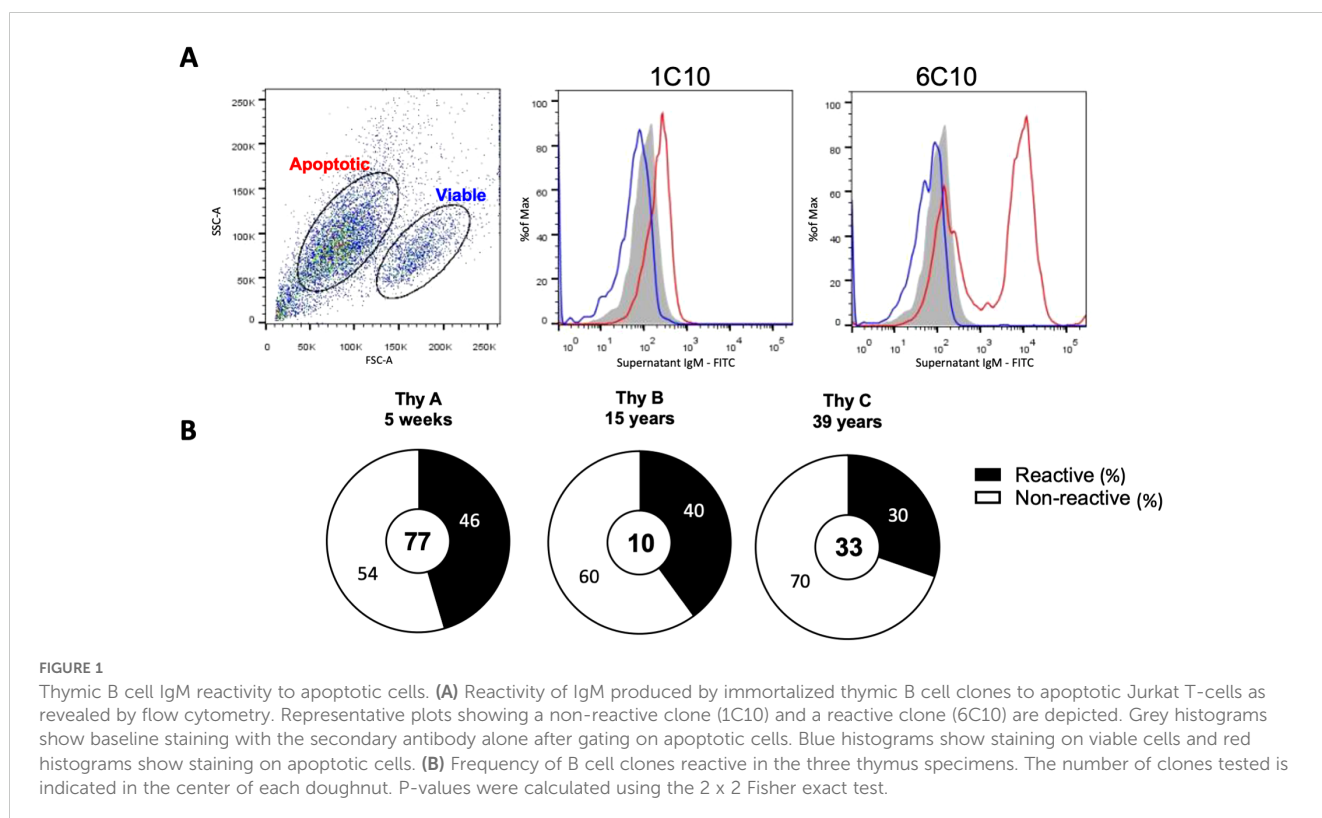 A
1C10
6C10
250K
200K
150K
100K
50K
0
SSC-A
Apoptotic
Viable
0 50K 100K 150K 200K 250K
FSC-A
100
80
60
40
20
0
%of Max
10^0 10^1 10^2 10^3 10^4 10^5
Supernatant IgM - FITC
100
80
60
40
20
0
%of Max
10^0 10^1 10^2 10^3 10^4 10^5
Supernatant IgM - FITC
B
Thy A
5 weeks
Thy B
15 years
Thy C
39 years
46
77
54
40
10
60
30
33
70
Reactive (%)
Non-reactive (%)
FIGURE 1
Thymic B cell IgM reactivity to apoptotic cells. (A) Reactivity of IgM produced by immortalized thymic B cell clones to apoptotic Jurkat T-cells as
revealed by flow cytometry. Representative plots showing a non-reactive clone (1C10) and a reactive clone (6C10) are depicted. Grey histograms
show baseline staining with the secondary antibody alone after gating on apoptotic cells. Blue histograms show staining on viable cells and red
histograms show staining on apoptotic cells. (B) Frequency of B cell clones reactive in the three thymus specimens. The number of clones tested is
indicated in the center of each doughnut. P-values were calculated using the 2 x 2 Fisher exact test.